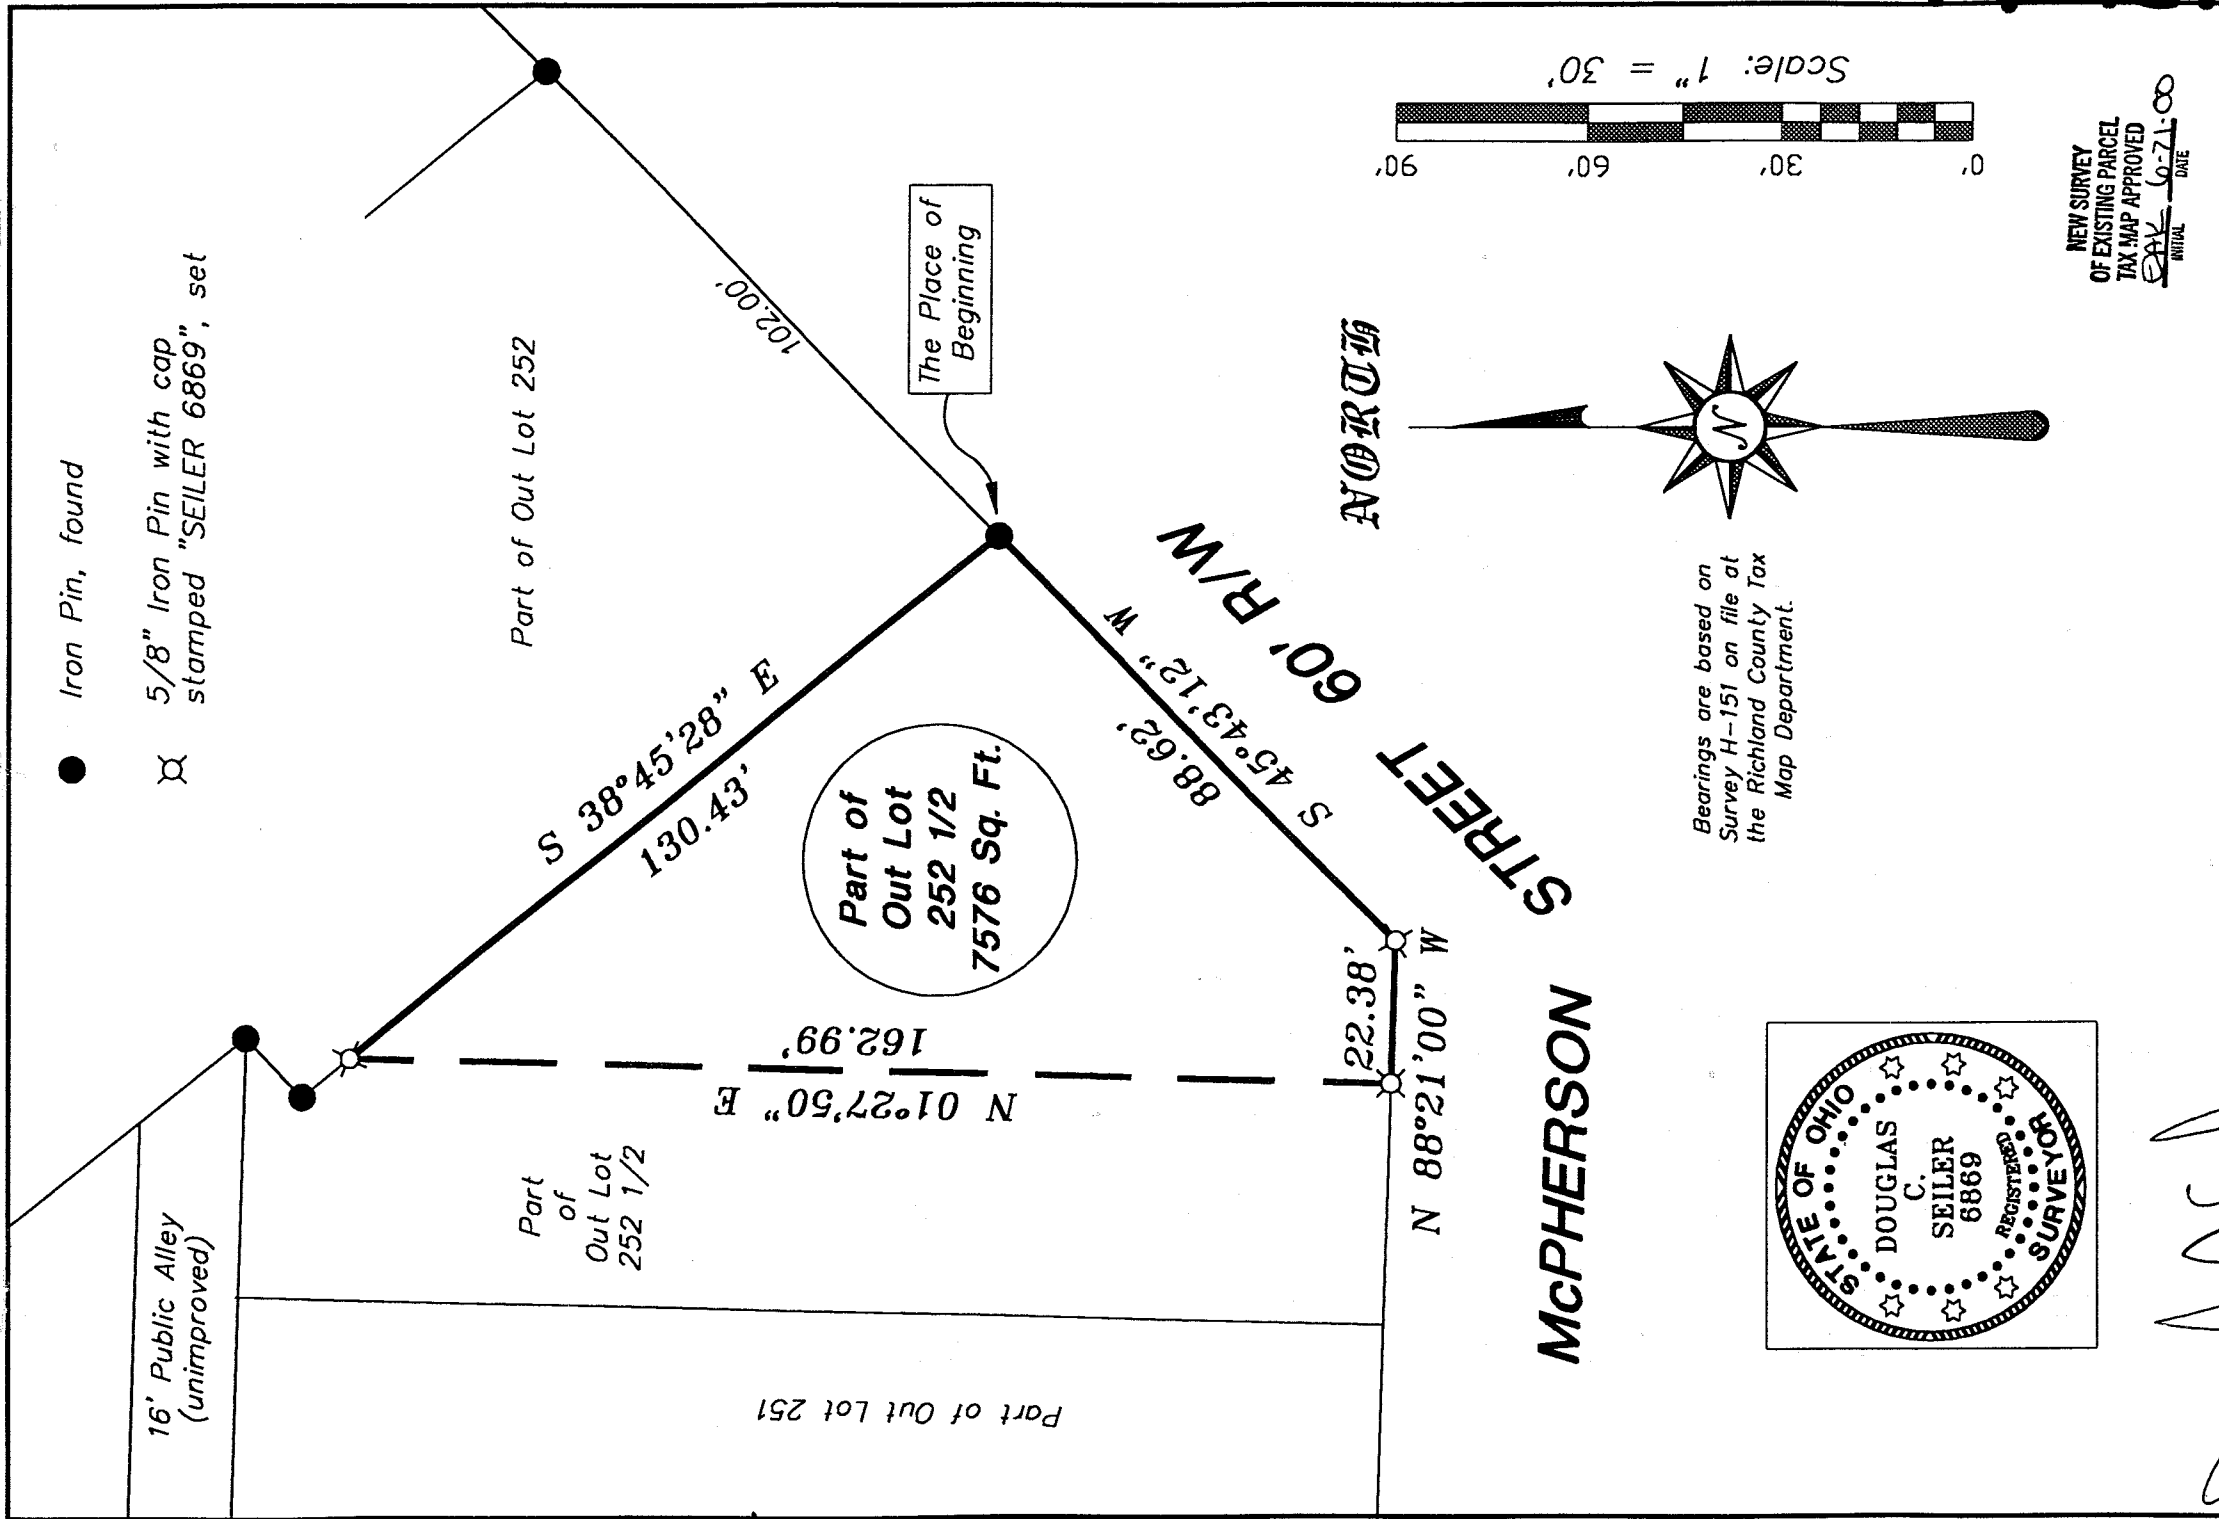 Iron Pin, found
5/8" Iron Pin with cap
stamped "SEILER 6869", set
16' Public Alley
(unimproved)
Part of Out Lot 252
102.00'
The Place of
Beginning
S 38°45'28" E
130.43'
Part of
Out Lot
252 1/2
7576 Sq. Ft.
N 01°27'50" E
162.99'
Part
of
Out Lot
252 1/2
Part of Out Lot 251
88.62'
S 45°43'12" W
22.38'
N 88°21'00" W
McPHERSON STREET 60' R/W
NORTH
N
Scale: 1" = 30'
0' 30' 60' 90'
Bearings are based on
Survey H-151 on file at
the Richland County Tax
Map Department.
STATE OF OHIO
DOUGLAS
C.
SEILER
6869
REGISTERED
SURVEYOR
NEW SURVEY
OF EXISTING PARCEL
TAX MAP APPROVED
INITIAL DATE